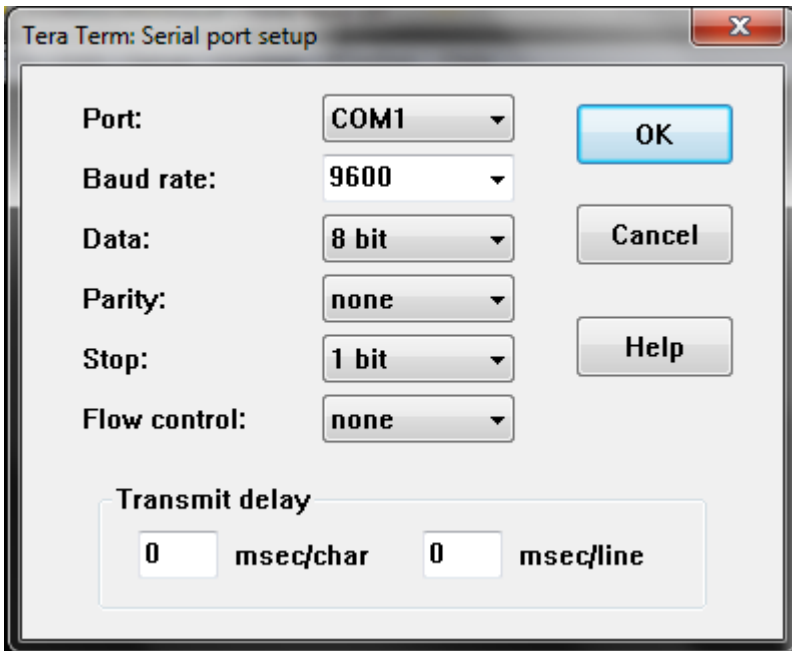 Tera Term: Serial port setup
Port: COM1
OK
Baud rate: 9600
Data: 8 bit
Cancel
Parity: none
Stop: 1 bit
Help
Flow control: none
Transmit delay
0 msec/char 0 msec/line